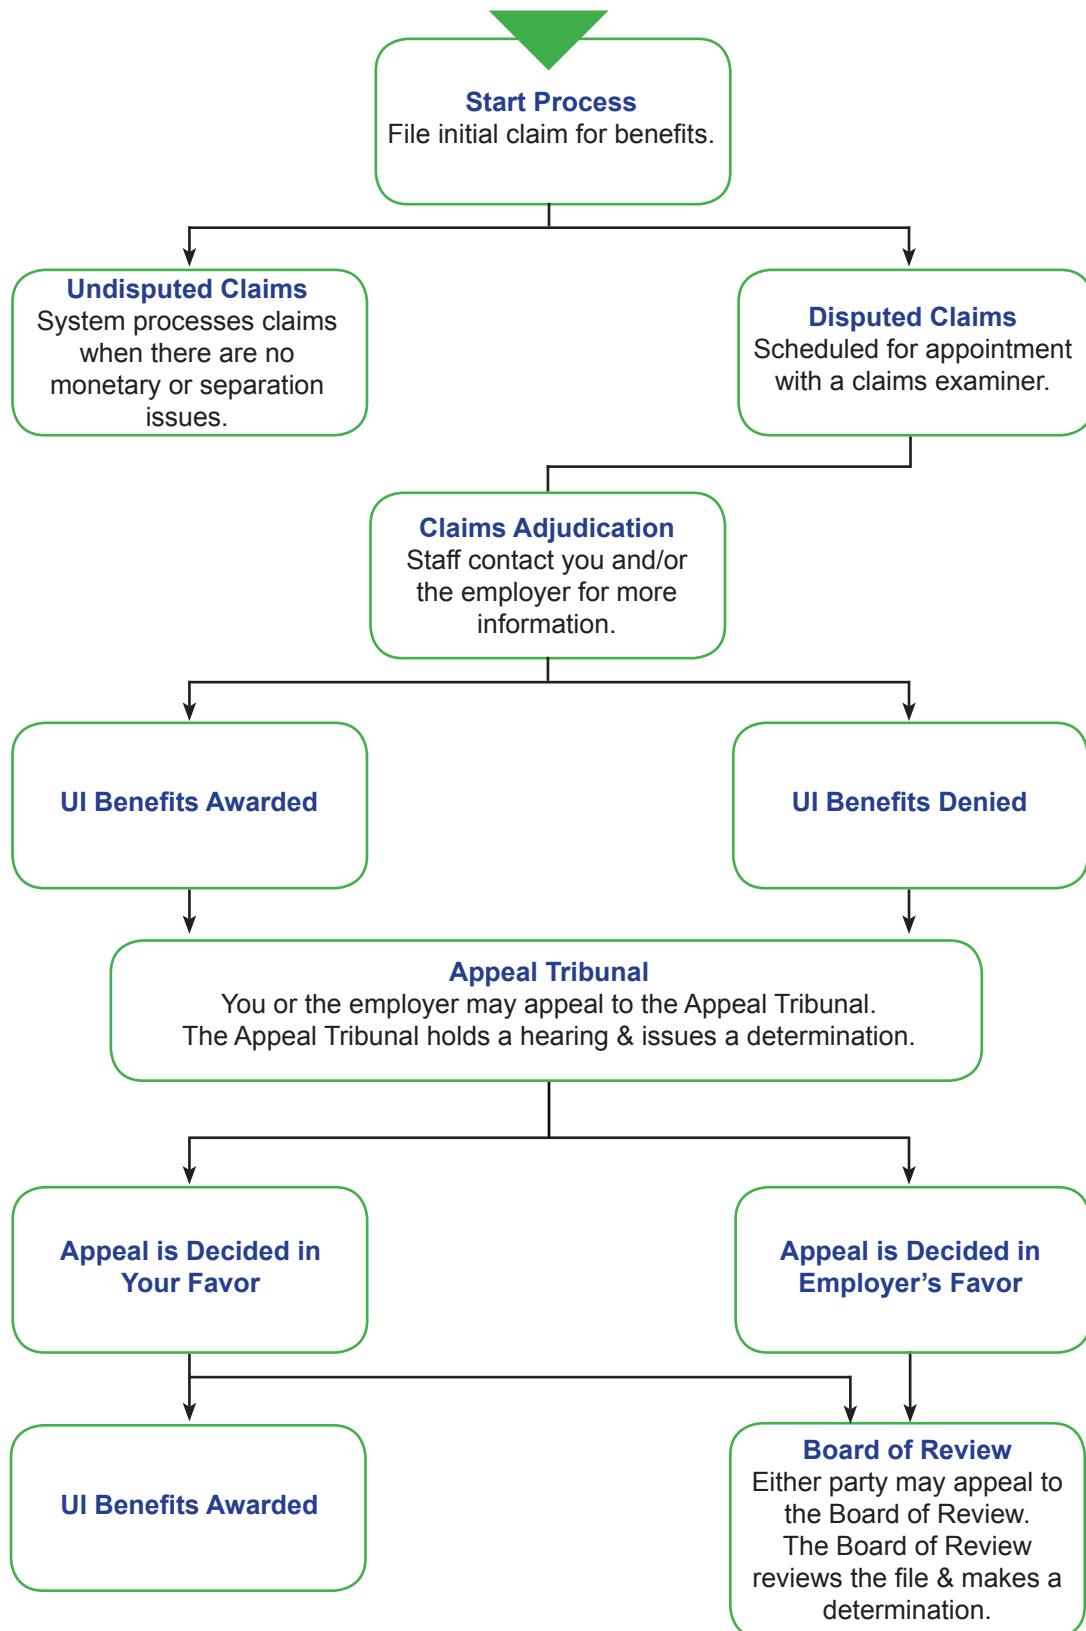 Start Process
File initial claim for benefits.
Undisputed Claims
System processes claims
when there are no
monetary or separation
issues.
Disputed Claims
Scheduled for appointment
with a claims examiner.
Claims Adjudication
Staff contact you and/or
the employer for more
information.
UI Benefits Awarded
UI Benefits Denied
Appeal Tribunal
You or the employer may appeal to the Appeal Tribunal.
The Appeal Tribunal holds a hearing & issues a determination.
Appeal is Decided in
Your Favor
Appeal is Decided in
Employer’s Favor
UI Benefits Awarded
Board of Review
Either party may appeal to
the Board of Review.
The Board of Review
reviews the file & makes a
determination.